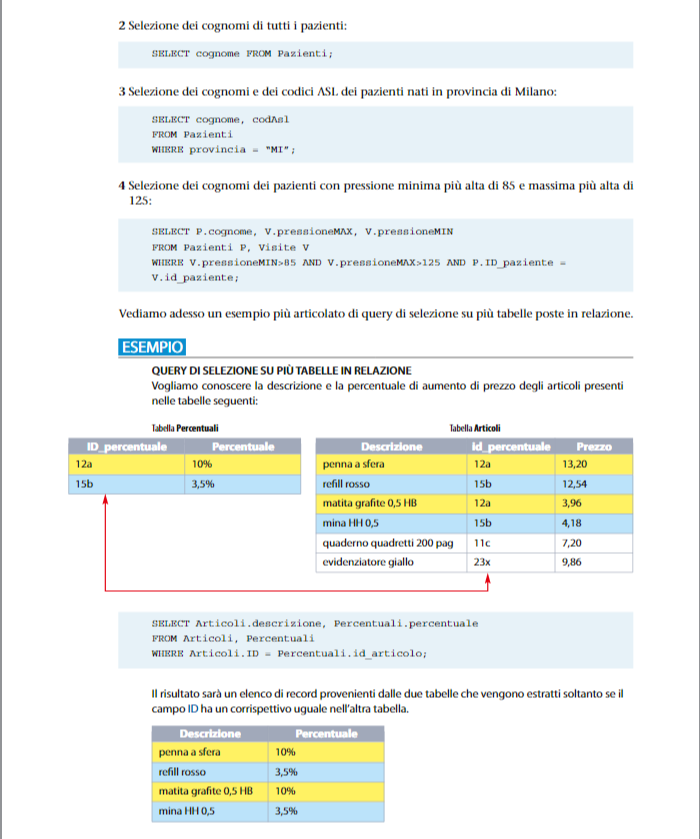 2 Selezione dei cognomi di tutti i pazienti:
SELECT cognome FROM Pazienti;
3 Selezione dei cognomi e dei codici ASL dei pazienti nati in provincia di Milano:
SELECT cognome, codAsl
FROM Pazienti
WHERE provincia = "MI";
4 Selezione dei cognomi dei pazienti con pressione minima più alta di 85 e massima più alta di
125:
SELECT P.cognome, V.pressioneMAX, V.pressioneMIN
FROM Pazienti P, Visite V
WHERE V.pressioneMIN>85 AND V.pressioneMAX>125 AND P.ID_paziente =
V.id_paziente;
Vediamo adesso un esempio più articolato di query di selezione su più tabelle poste in relazione.
ESEMPIO
QUERY DI SELEZIONE SU PIÙ TABELLE IN RELAZIONE
Vogliamo conoscere la descrizione e la percentuale di aumento di prezzo degli articoli presenti
nelle tabelle seguenti:
Tabella Percentuali
ID_percentuale Percentuale
12a 10%
15b 3,5%
Tabella Articoli
Descrizione id_percentuale Prezzo
penna a sfera 12a 13,20
refill rosso 15b 12,54
matita grafite 0,5 HB 12a 3,96
mina HH 0,5 15b 4,18
quaderno quadretti 200 pag 11c 7,20
evidenziatore giallo 23x 9,86
SELECT Articoli.descrizione, Percentuali.percentuale
FROM Articoli, Percentuali
WHERE Articoli.ID = Percentuali.id_articolo;
Il risultato sarà un elenco di record provenienti dalle due tabelle che vengono estratti soltanto se il
campo ID ha un corrispettivo uguale nell'altra tabella.
Descrizione Percentuale
penna a sfera 10%
refill rosso 3,5%
matita grafite 0,5 HB 10%
mina HH 0,5 3,5%